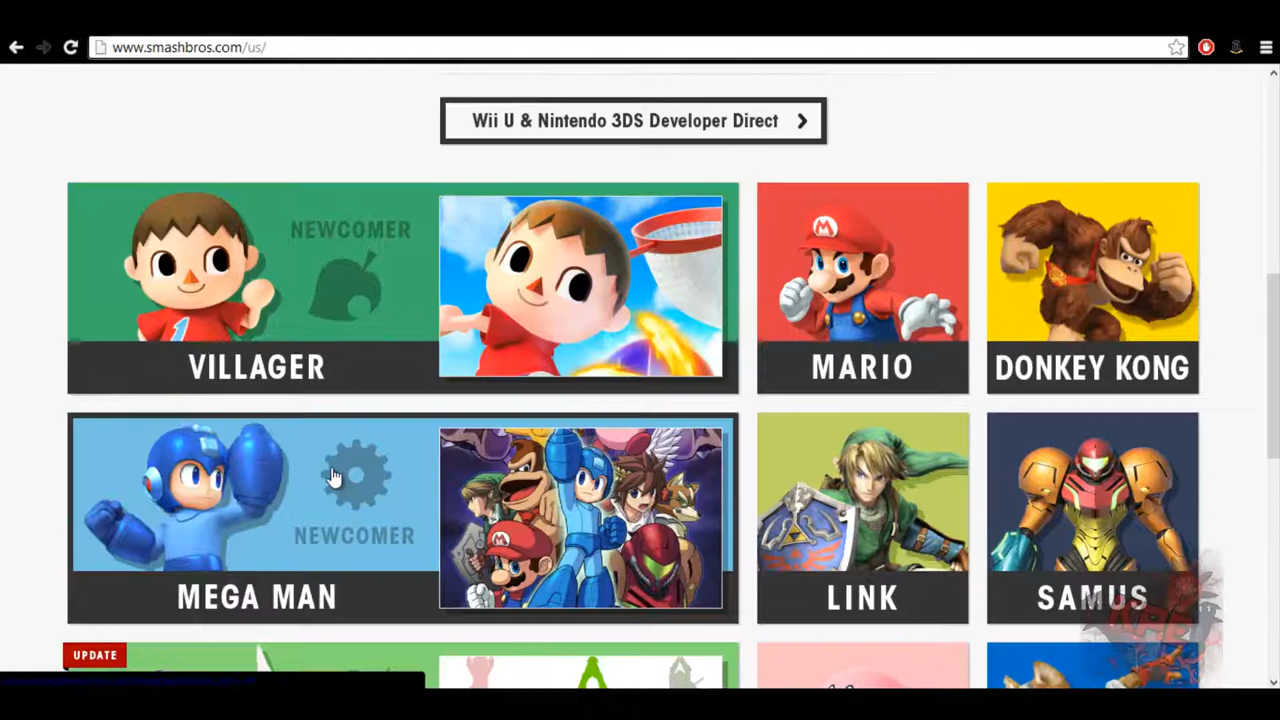 www.smashbros.com/us/
Wii U & Nintendo 3DS Developer Direct
NEWCOMER
VILLAGER
M
MARIO
DONKEY KONG
NEWCOMER
MEGA MAN
M
LINK
SAMUS
UPDATE